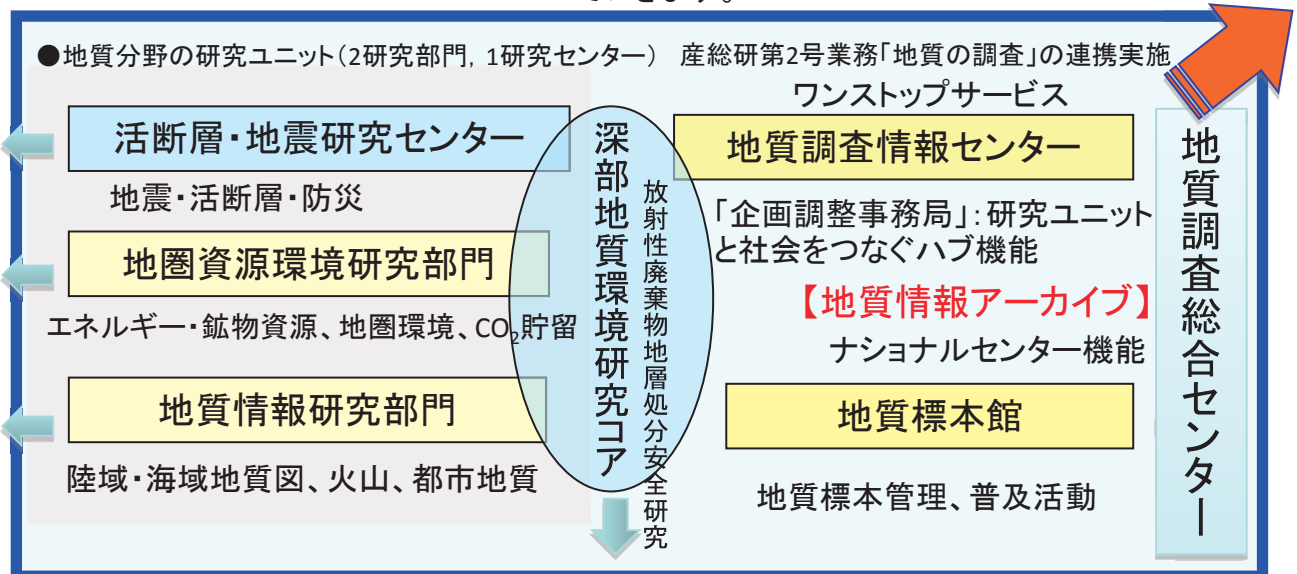 ●地質分野の研究ユニット(2研究部門, 1研究センター) 産総研第2号業務「地質の調査」の連携実施
活断層・地震研究センター
地震・活断層・防災
地圏資源環境研究部門
エネルギー・鉱物資源、地圏環境、CO₂貯留
地質情報研究部門
陸域・海域地質図、火山、都市地質
深部地質環境研究コア
放射性廃棄物地層処分安全研究
ワンストップサービス
地質調査情報センター
「企画調整事務局」:研究ユニット
と社会をつなぐハブ機能
【地質情報アーカイブ】
ナショナルセンター機能
地質標本館
地質標本管理、普及活動
地質調査総合センター